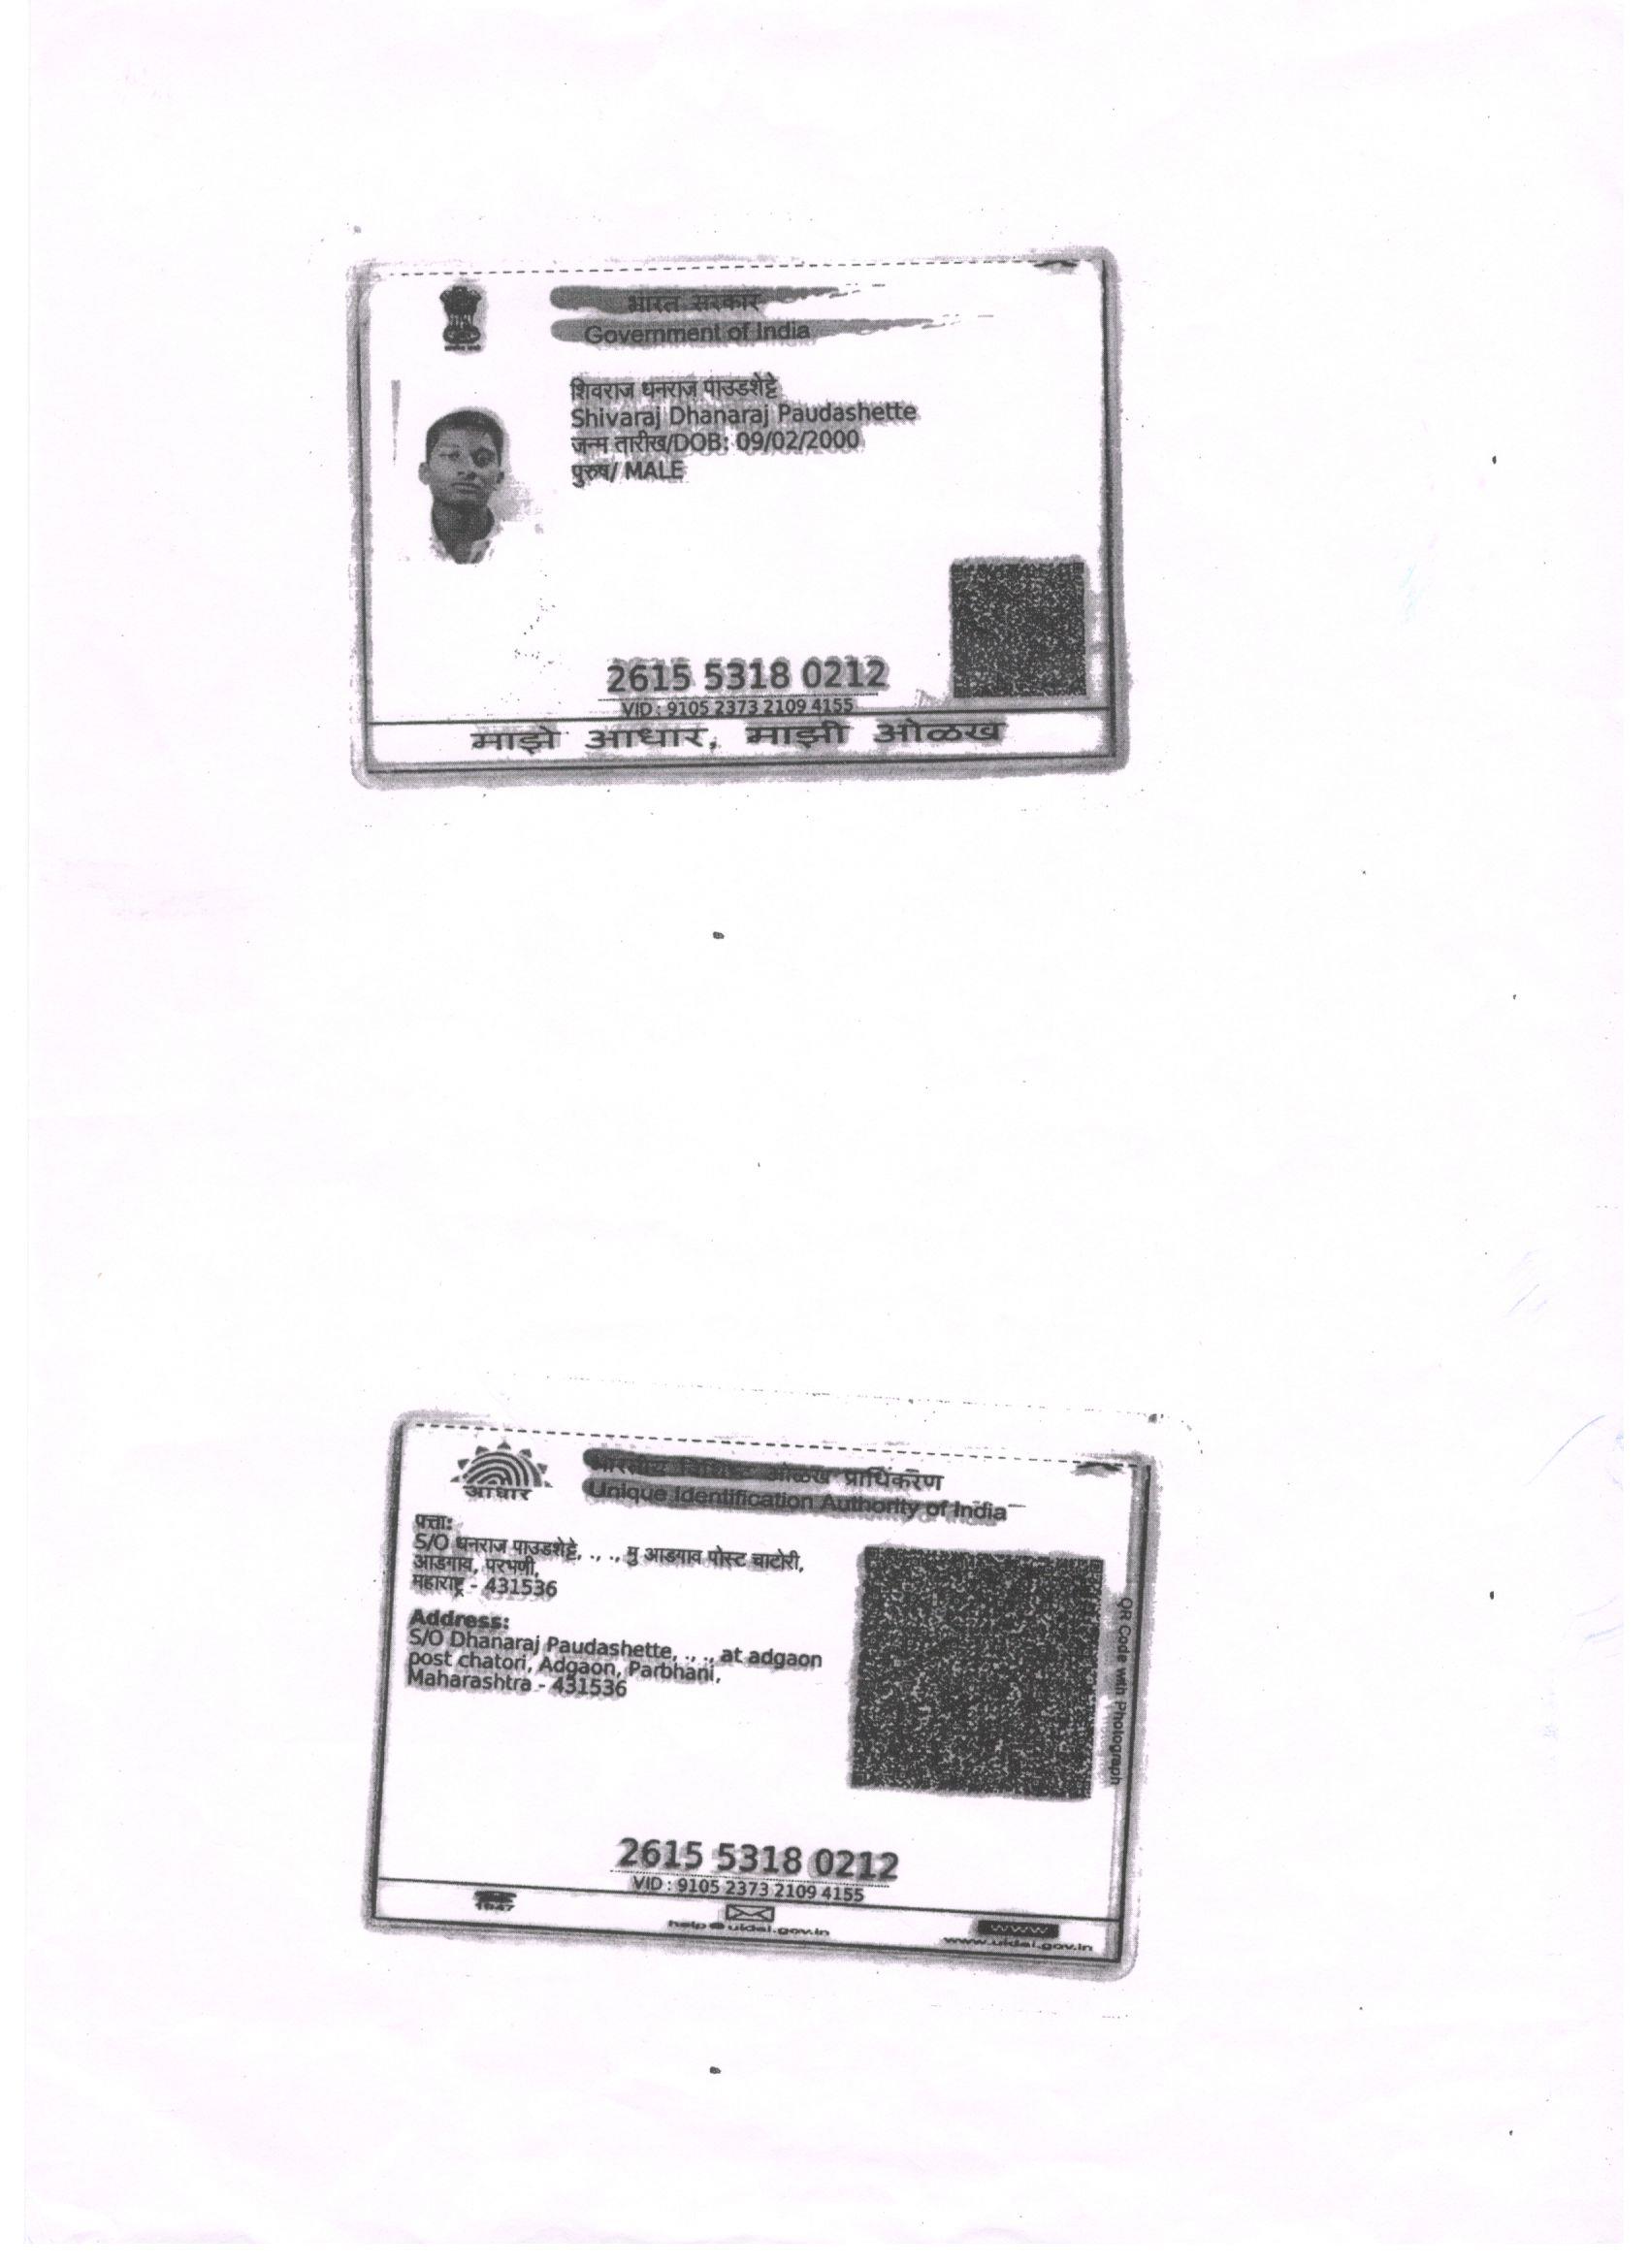 भारत सरकार
Government of India
शिवराज धनराज पाउडशेट्टे
Shivaraj Dhanaraj Paudashette
जन्म तारीख/DOB: 09/02/2000
पुरुष/ MALE
2615 5318 0212
VID : 9105 2373 2109 4155
माझे आधार, माझी ओळख
आधार
भारतीय विशिष्ट ओळख प्राधिकरण
Unique Identification Authority of India
पत्ता:
S/O धनराज पाउडशेट्टे, ., ., मु आडगाव पोस्ट चाटोरी,
आडगाव, परभणी,
महाराष्ट्र - 431536
Address:
S/O Dhanaraj Paudashette, ., ., at adgaon
post chatori, Adgaon, Parbhani,
Maharashtra - 431536
QR Code with Photograph
2615 5318 0212
VID : 9105 2373 2109 4155
1947
help@uidai.gov.in
www
www.uidai.gov.in